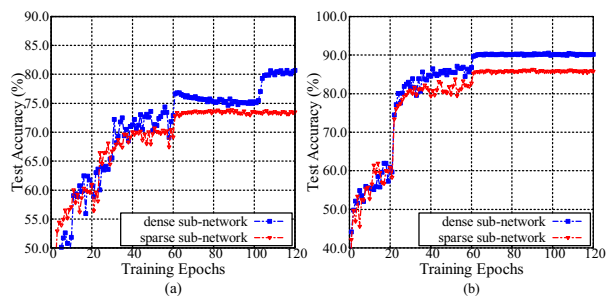 90.0
85.0
80.0
75.0
70.0
65.0
60.0
55.0
50.0
Test Accuracy (%)
dense sub-network
sparse sub-network
0 20 40 60 80 100 120
Training Epochs
(a)
100.0
90.0
80.0
70.0
60.0
50.0
40.0
Test Accuracy (%)
dense sub-network
sparse sub-network
0 20 40 60 80 100 120
Training Epochs
(b)